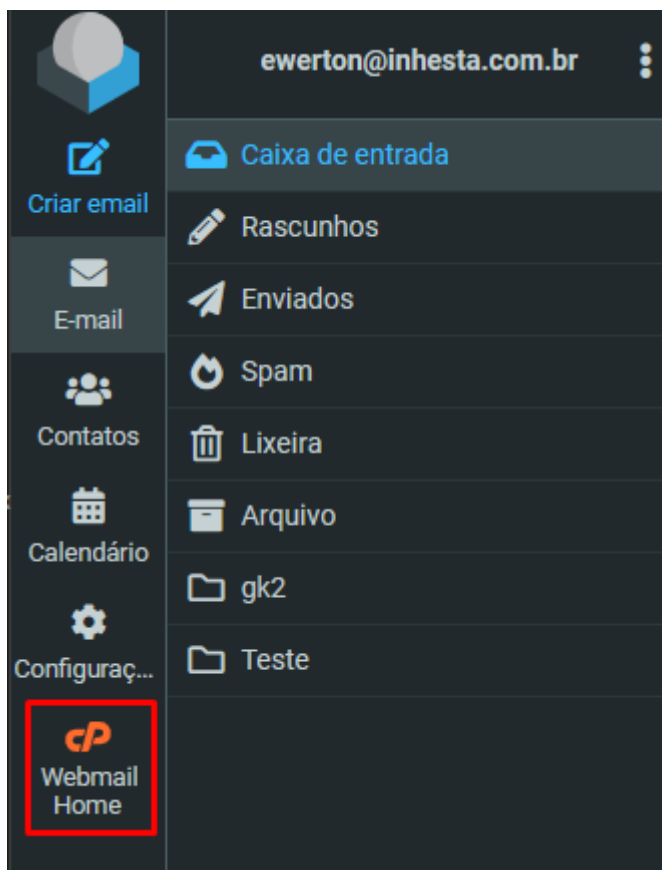 ewerton@inhesta.com.br
Criar email
E-mail
Contatos
Calendário
Configuraç...
cP
Webmail
Home
Caixa de entrada
Rascunhos
Enviados
Spam
Lixeira
Arquivo
gk2
Teste